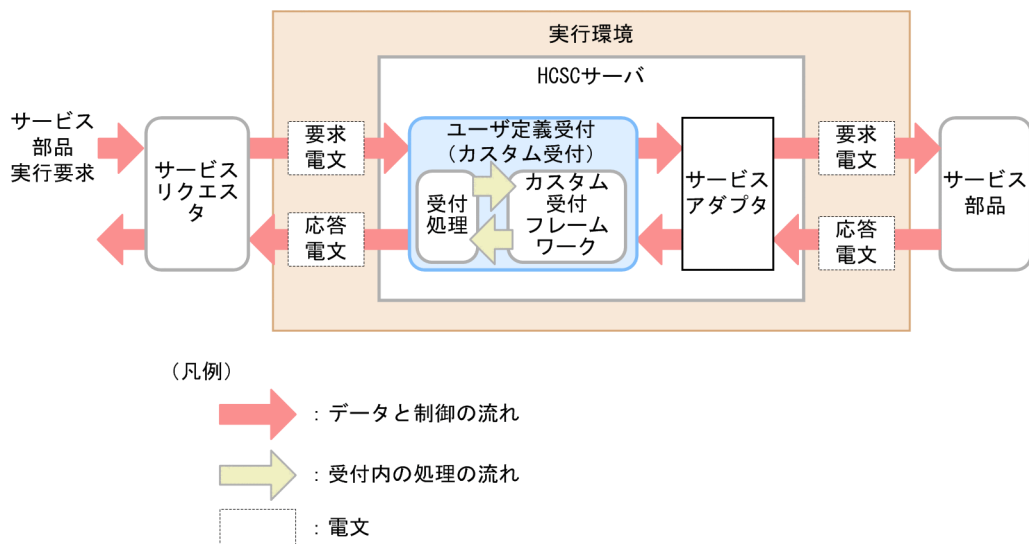 実行環境
HCSCサーバ
サービス
部品
実行要求
サービス
リクエス
タ
要求
電文
応答
電文
ユーザ定義受付
（カスタム受付）
受付
処理
カスタム
受付
フレーム
ワーク
サービス
アダプタ
要求
電文
応答
電文
サービス
部品
（凡例）
：データと制御の流れ
：受付内の処理の流れ
：電文